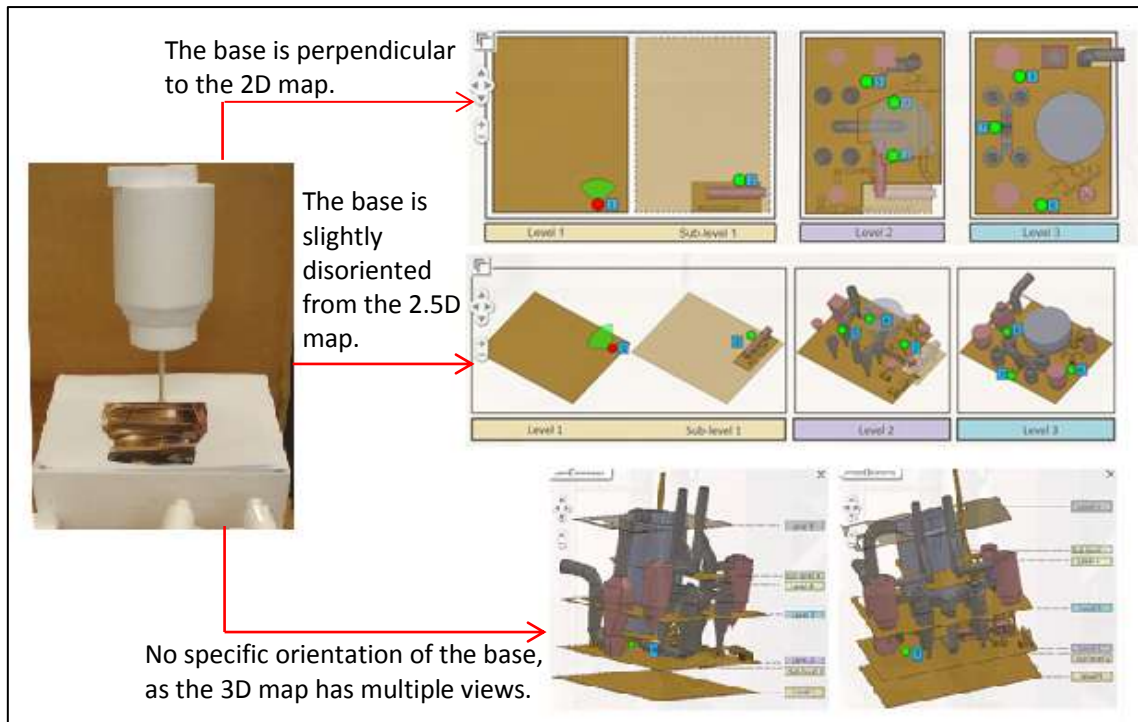 The base is perpendicular
to the 2D map.
Level 1
Sub-level 1
Level 2
Level 3
The base is
slightly
disoriented
from the 2.5D
map.
Level 1
Sub-level 1
Level 2
Level 3
No specific orientation of the base,
as the 3D map has multiple views.